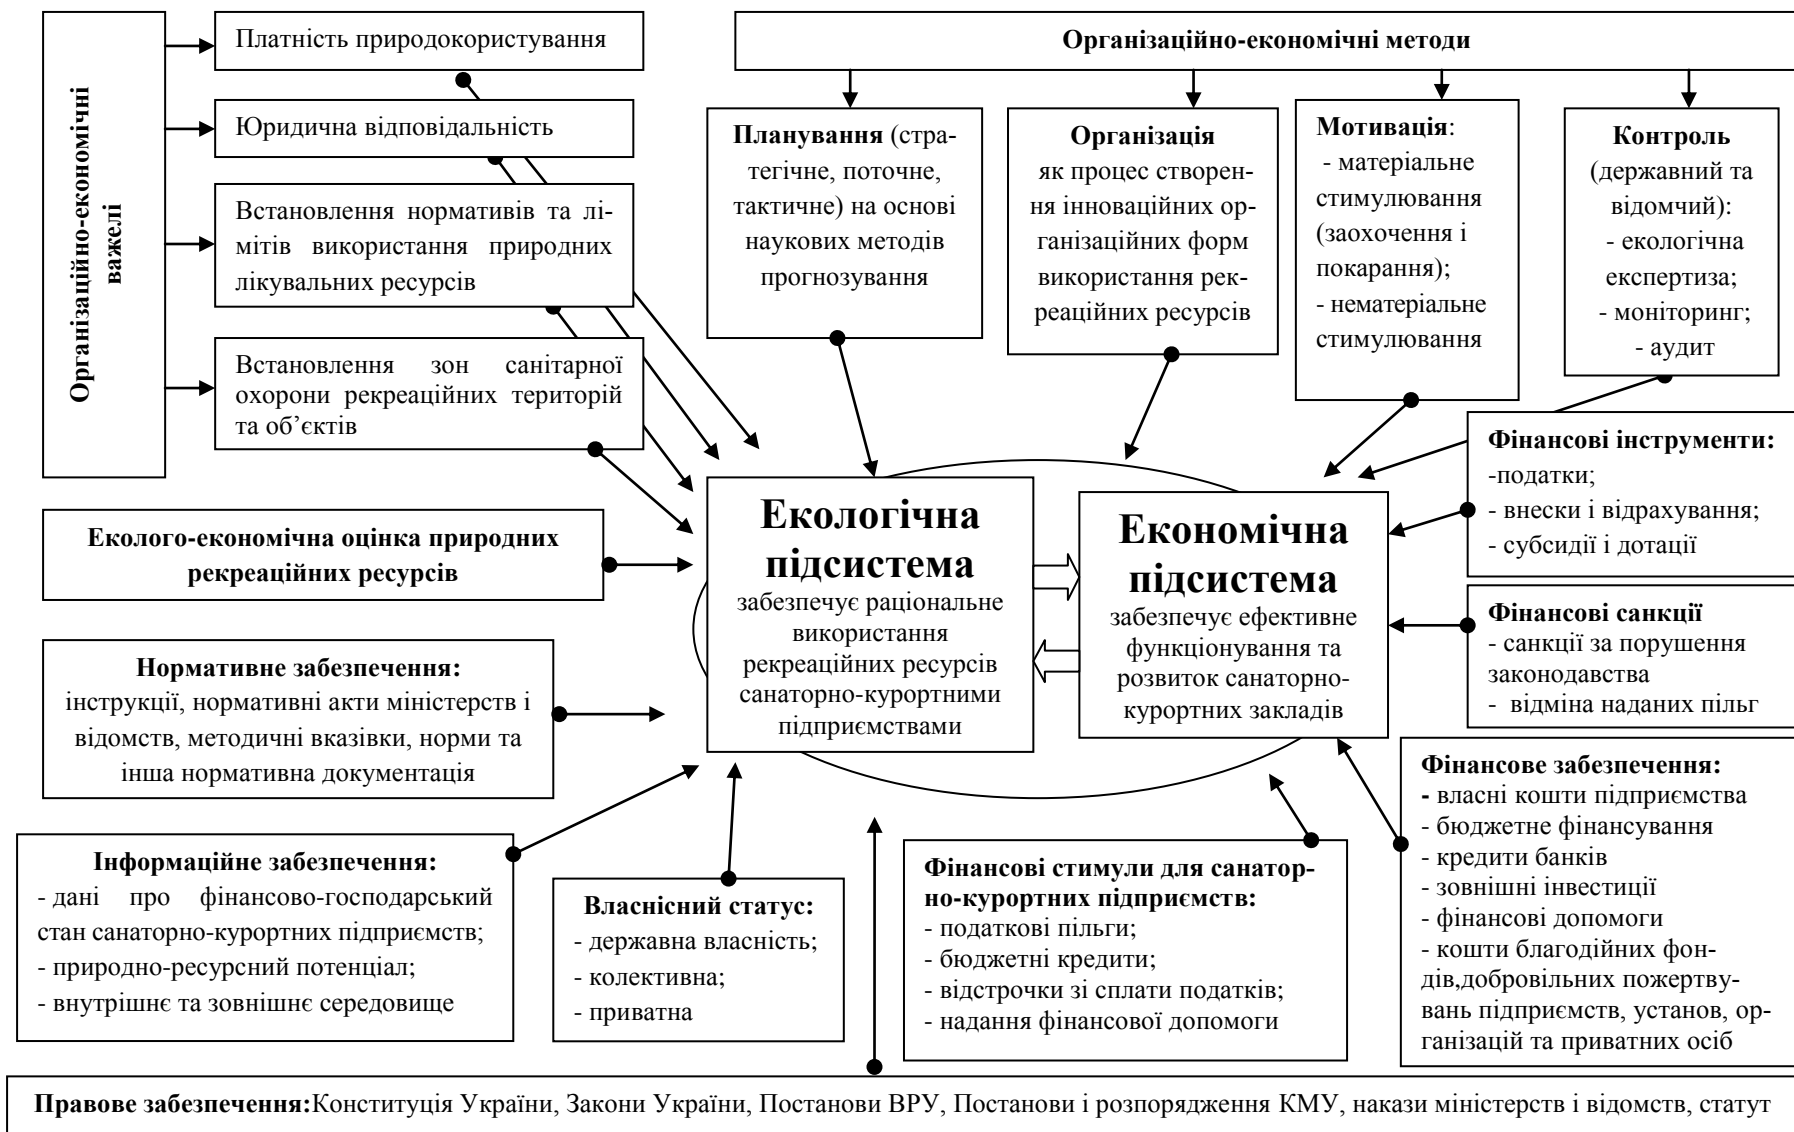 Організаційно-економічні
важелі
Платність природокористування
Юридична відповідальність
Встановлення нормативів та лі-
мітів використання природних
лікувальних ресурсів
Встановлення зон санітарної
охорони рекреаційних територій
та об’єктів
Організаційно-економічні методи
Планування (стра-
тегічне, поточне,
тактичне) на основі
наукових методів
прогнозування
Організація
як процес створен-
ня інноваційних ор-
ганізаційних форм
використання рек-
реаційних ресурсів
Мотивація:
- матеріальне
стимулювання
(заохочення і
покарання);
- нематеріальне
стимулювання
Контроль
(державний та
відомчий):
- екологічна
експертиза;
- моніторинг;
- аудит
Еколого-економічна оцінка природних
рекреаційних ресурсів
Екологічна
підсистема
забезпечує раціональне
використання
рекреаційних ресурсів
санаторно-курортними
підприємствами
Економічна
підсистема
забезпечує ефективне
функціонування та
розвиток санаторно-
курортних закладів
Фінансові інструменти:
-податки;
- внески і відрахування;
- субсидії і дотації
Фінансові санкції
- санкції за порушення
законодавства
- відміна наданих пільг
Нормативне забезпечення:
інструкції, нормативні акти міністерств і
відомств, методичні вказівки, норми та
інша нормативна документація
Інформаційне забезпечення:
- дані про фінансово-господарський
стан санаторно-курортних підприємств;
- природно-ресурсний потенціал;
- внутрішнє та зовнішнє середовище
Власнісний статус:
- державна власність;
- колективна;
- приватна
Фінансові стимули для санатор-
но-курортних підприємств:
- податкові пільги;
- бюджетні кредити;
- відстрочки зі сплати податків;
- надання фінансової допомоги
Фінансове забезпечення:
- власні кошти підприємства
- бюджетне фінансування
- кредити банків
- зовнішні інвестиції
- фінансові допомоги
- кошти благодійних фон-
дів,добровільних пожертву-
вань підприємств, установ, ор-
ганізацій та приватних осіб
Правове забезпечення:Конституція України, Закони України, Постанови ВРУ, Постанови і розпорядження КМУ, накази міністерств і відомств, статут